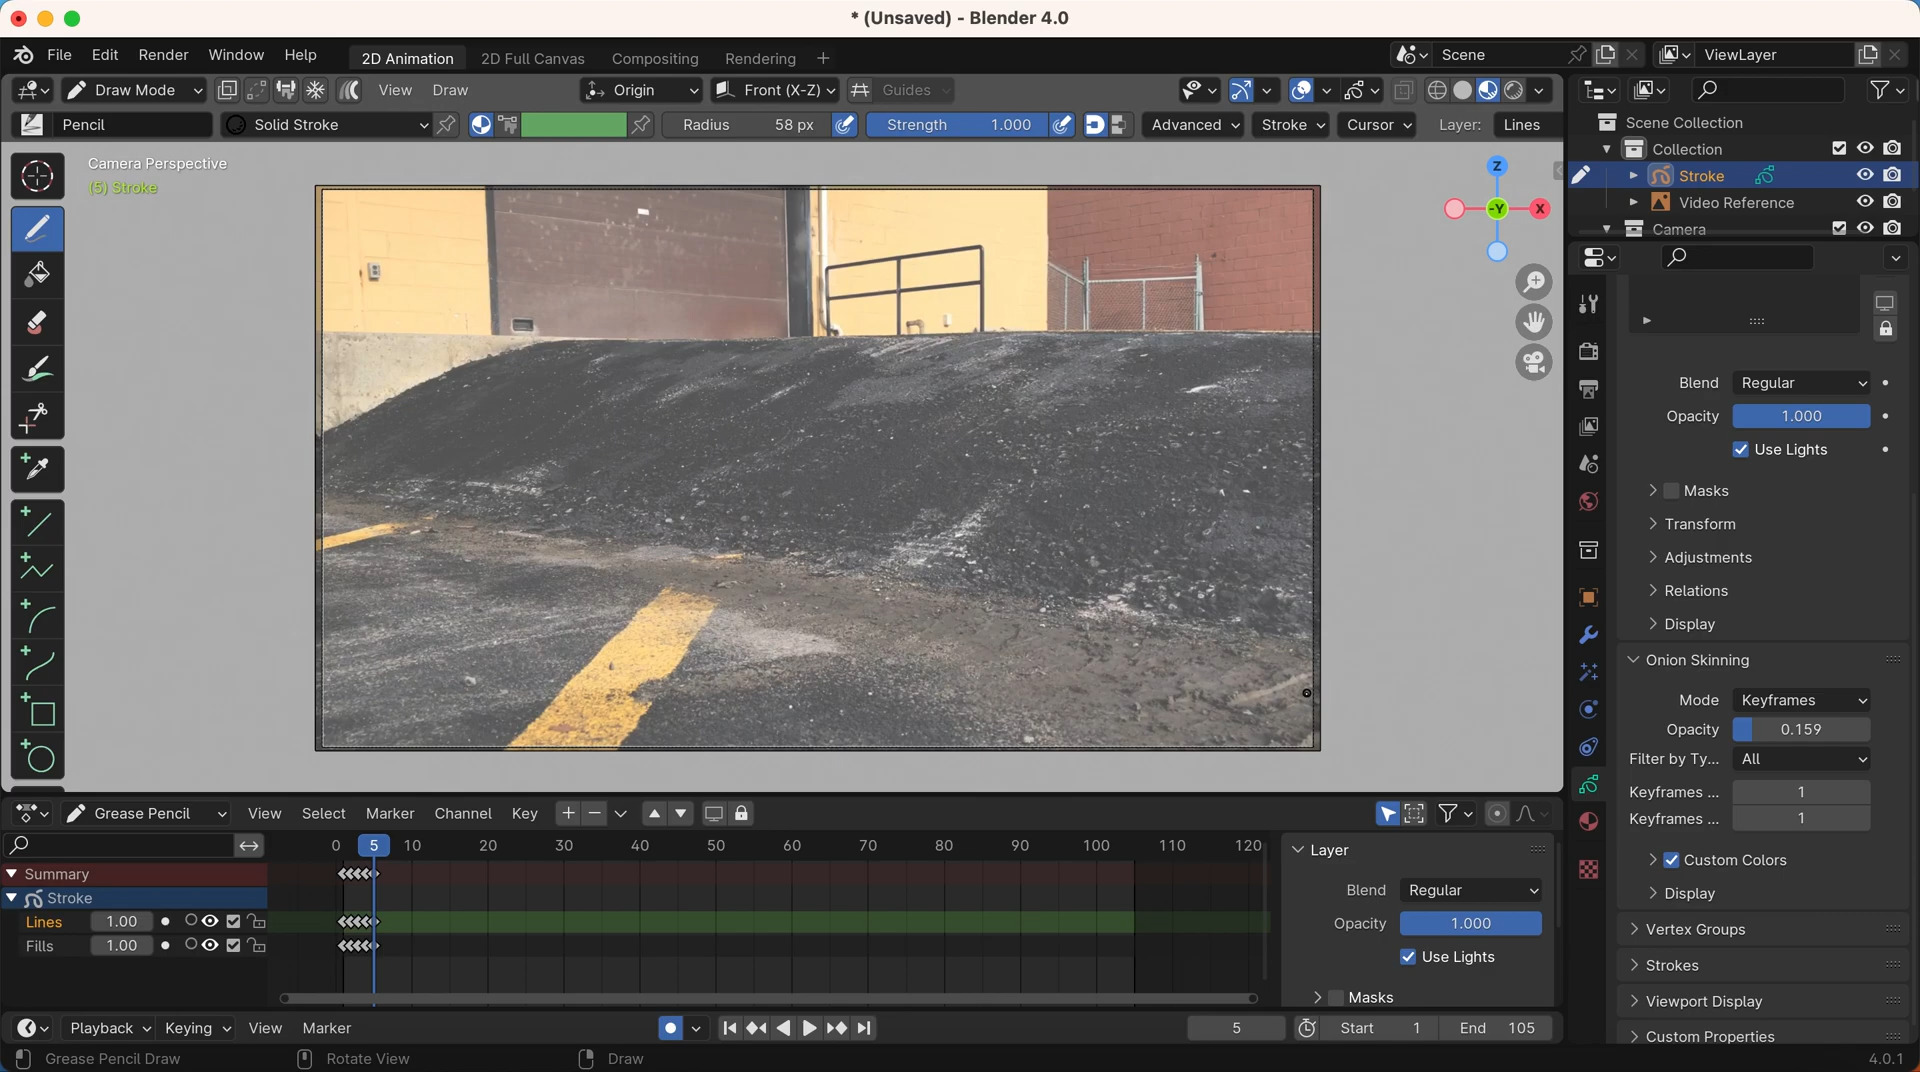 * (Unsaved) - Blender 4.0
File Edit Render Window Help 2D Animation 2D Full Canvas Compositing Rendering + Scene ViewLayer
Draw Mode View Draw Origin Front (X-Z) Guides
Pencil Solid Stroke Radius 58 px Strength 1.000 Advanced Stroke Cursor Layer: Lines
Scene Collection
Collection
Stroke
Video Reference
Camera
Camera Perspective
(5) Stroke
Z
-Y X
Blend Regular
Opacity 1.000
Use Lights
Masks
Transform
Adjustments
Relations
Display
Onion Skinning
Mode Keyframes
Opacity 0.159
Filter by Ty... All
Keyframes ... 1
Keyframes ... 1
Custom Colors
Display
Vertex Groups
Strokes
Viewport Display
Custom Properties
Grease Pencil View Select Marker Channel Key
0 5 10 20 30 40 50 60 70 80 90 100 110 120
Summary
Stroke
Lines 1.00
Fills 1.00
Layer
Blend Regular
Opacity 1.000
Use Lights
Masks
Playback Keying View Marker 5 Start 1 End 105
Grease Pencil Draw Rotate View Draw 4.0.1